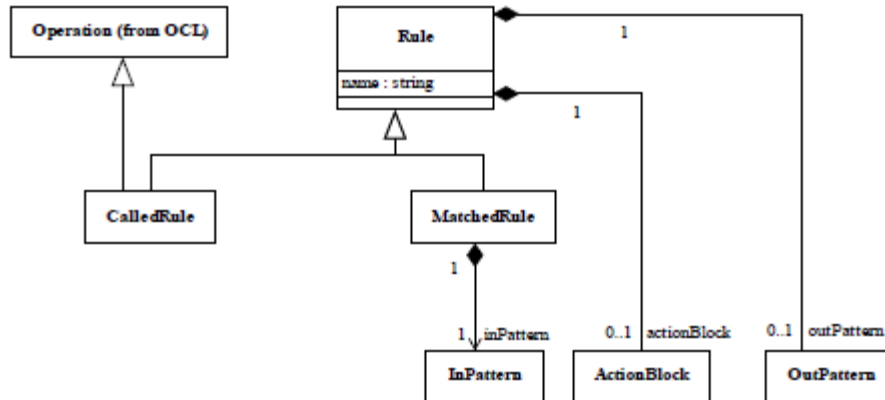 Operation (from OCL)
Rule
1
name : string
1
CalledRule
MatchedRule
1
1 inPattern
0..1 actionBlock
0..1 outPattern
InPattern
ActionBlock
OutPattern